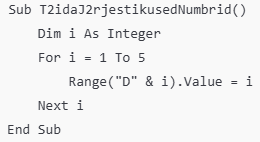 Sub T2idaJ2rjestikusedNumbrid()
    Dim i As Integer
    For i = 1 To 5
        Range("D" & i).Value = i
    Next i
End Sub